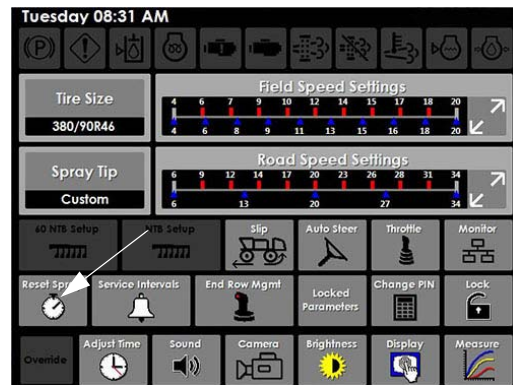 Tuesday 08:31 AM
(P)
Tire Size
380/90R46
Field Speed Settings
4 6 7 9 10 12 14 15 17 18 20
4 6 8 9 11 13 15 16 18 20
Spray Tip
Custom
Road Speed Settings
6 9 11 14 17 20 23 26 28 31 34
6 13 20 27 34
60 NTB Setup
NTB Setup
Slip
Auto Steer
Throttle
Monitor
Reset Spr
Service Intervals
End Row Mgmt
Locked
Parameters
Change PIN
Lock
Override
Adjust Time
Sound
Camera
Brightness
Display
Measure